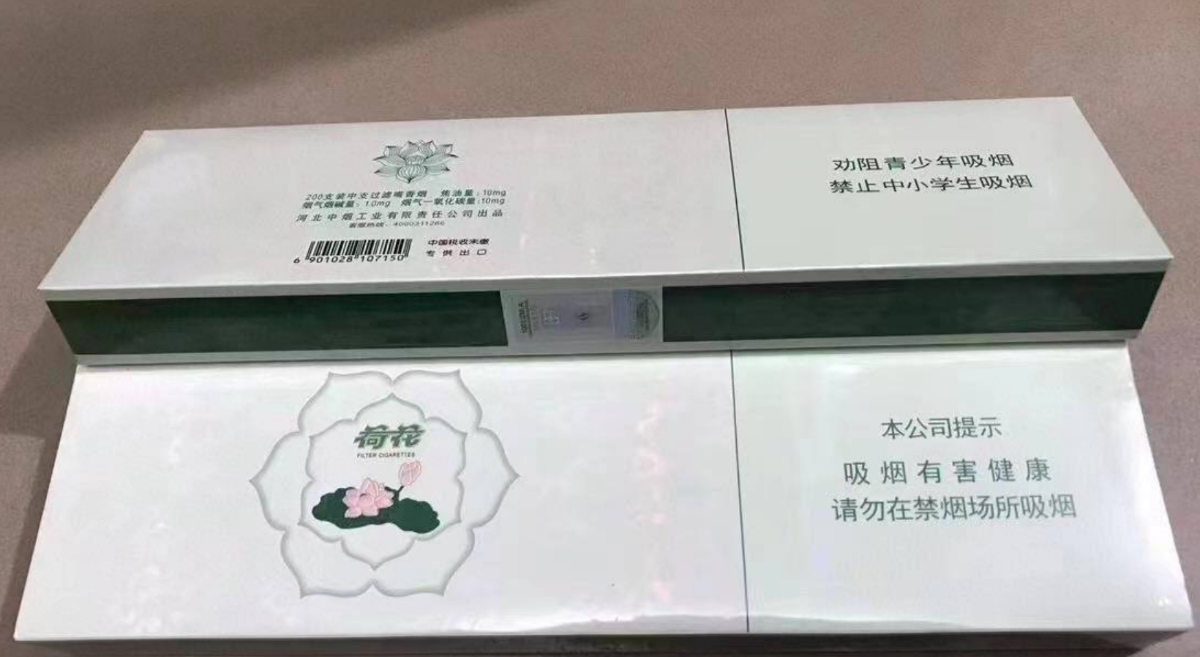 200支装中支过滤嘴香烟 焦油量:10mg
烟气烟碱量:1.0mg 烟气一氧化碳量:10mg
河北中烟工业有限责任公司出品
客服热线:4000311266
中国税收未缴
专供出口
6 901028 107150
劝阻青少年吸烟
禁止中小学生吸烟
荷花
FILTER CIGARETTES
本公司提示
吸烟有害健康
请勿在禁烟场所吸烟